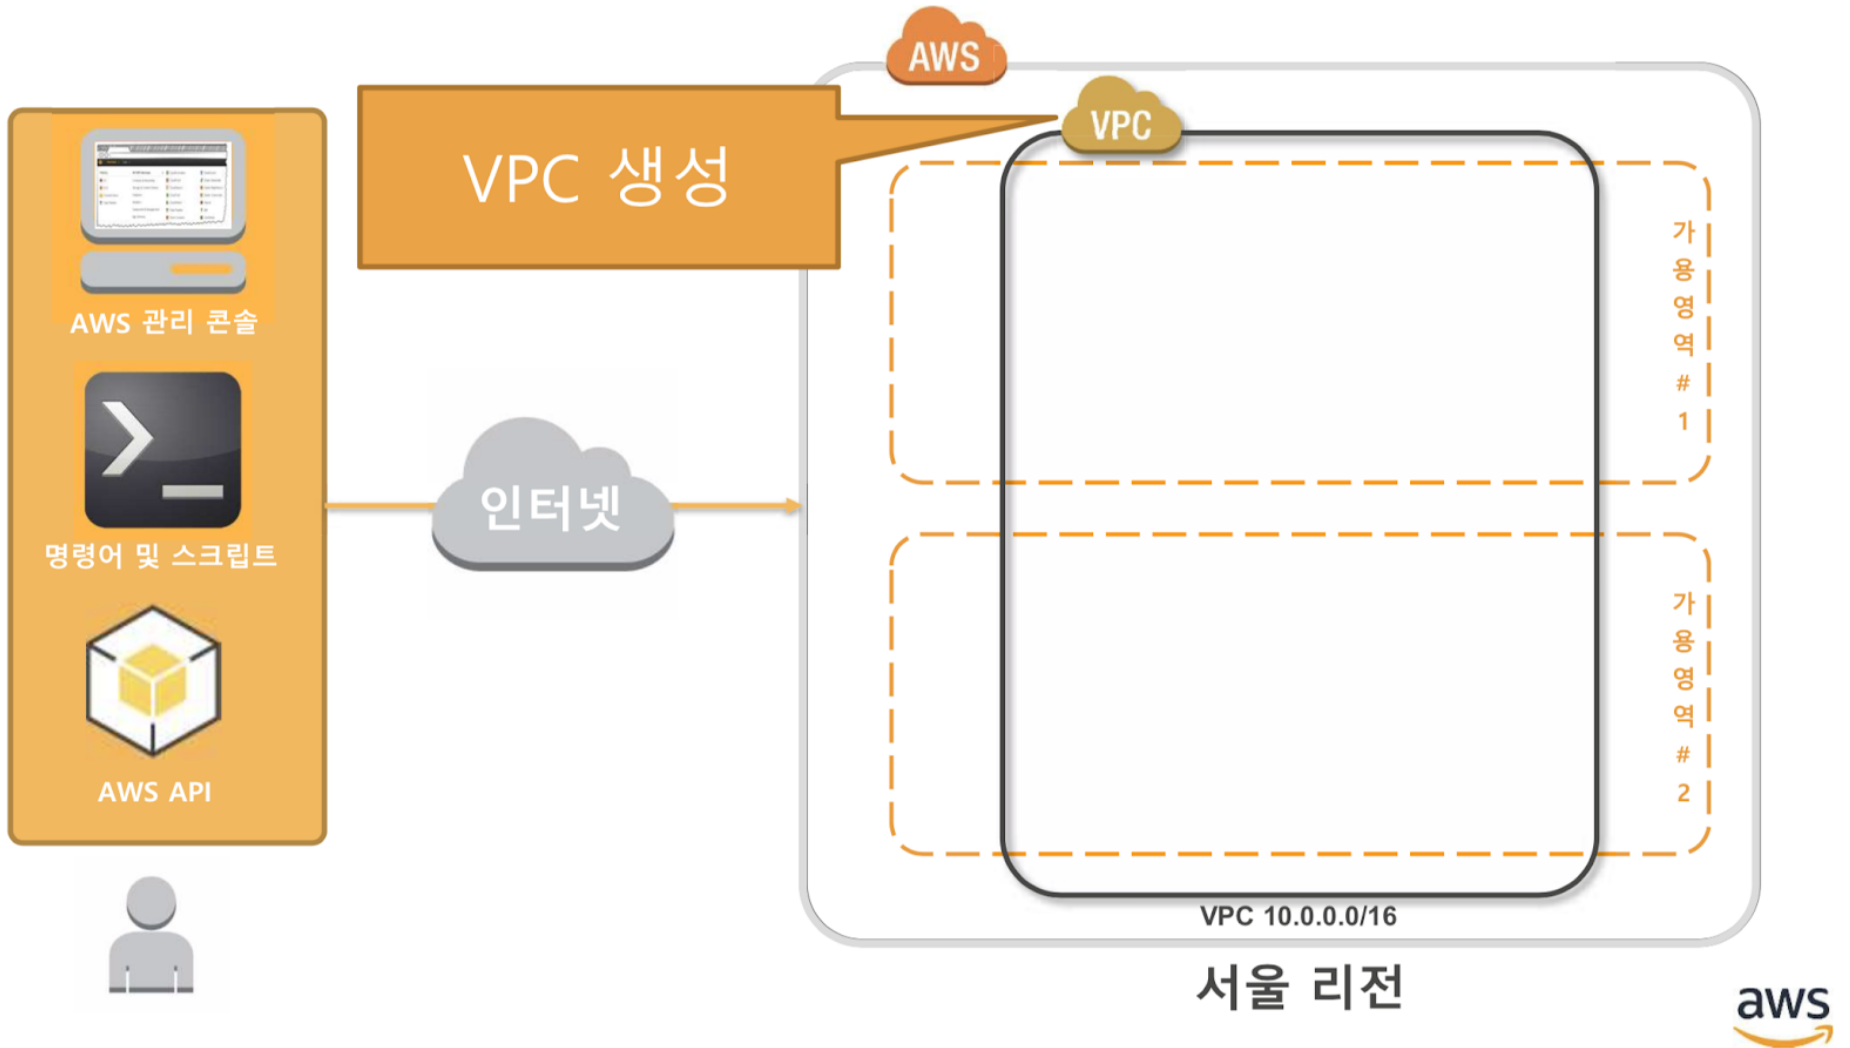 AWS
VPC
VPC 생성
AWS 관리 콘솔
명령어 및 스크립트
AWS API
인터넷
가용영역#1
가용영역#2
VPC 10.0.0.0/16
서울 리전
aws